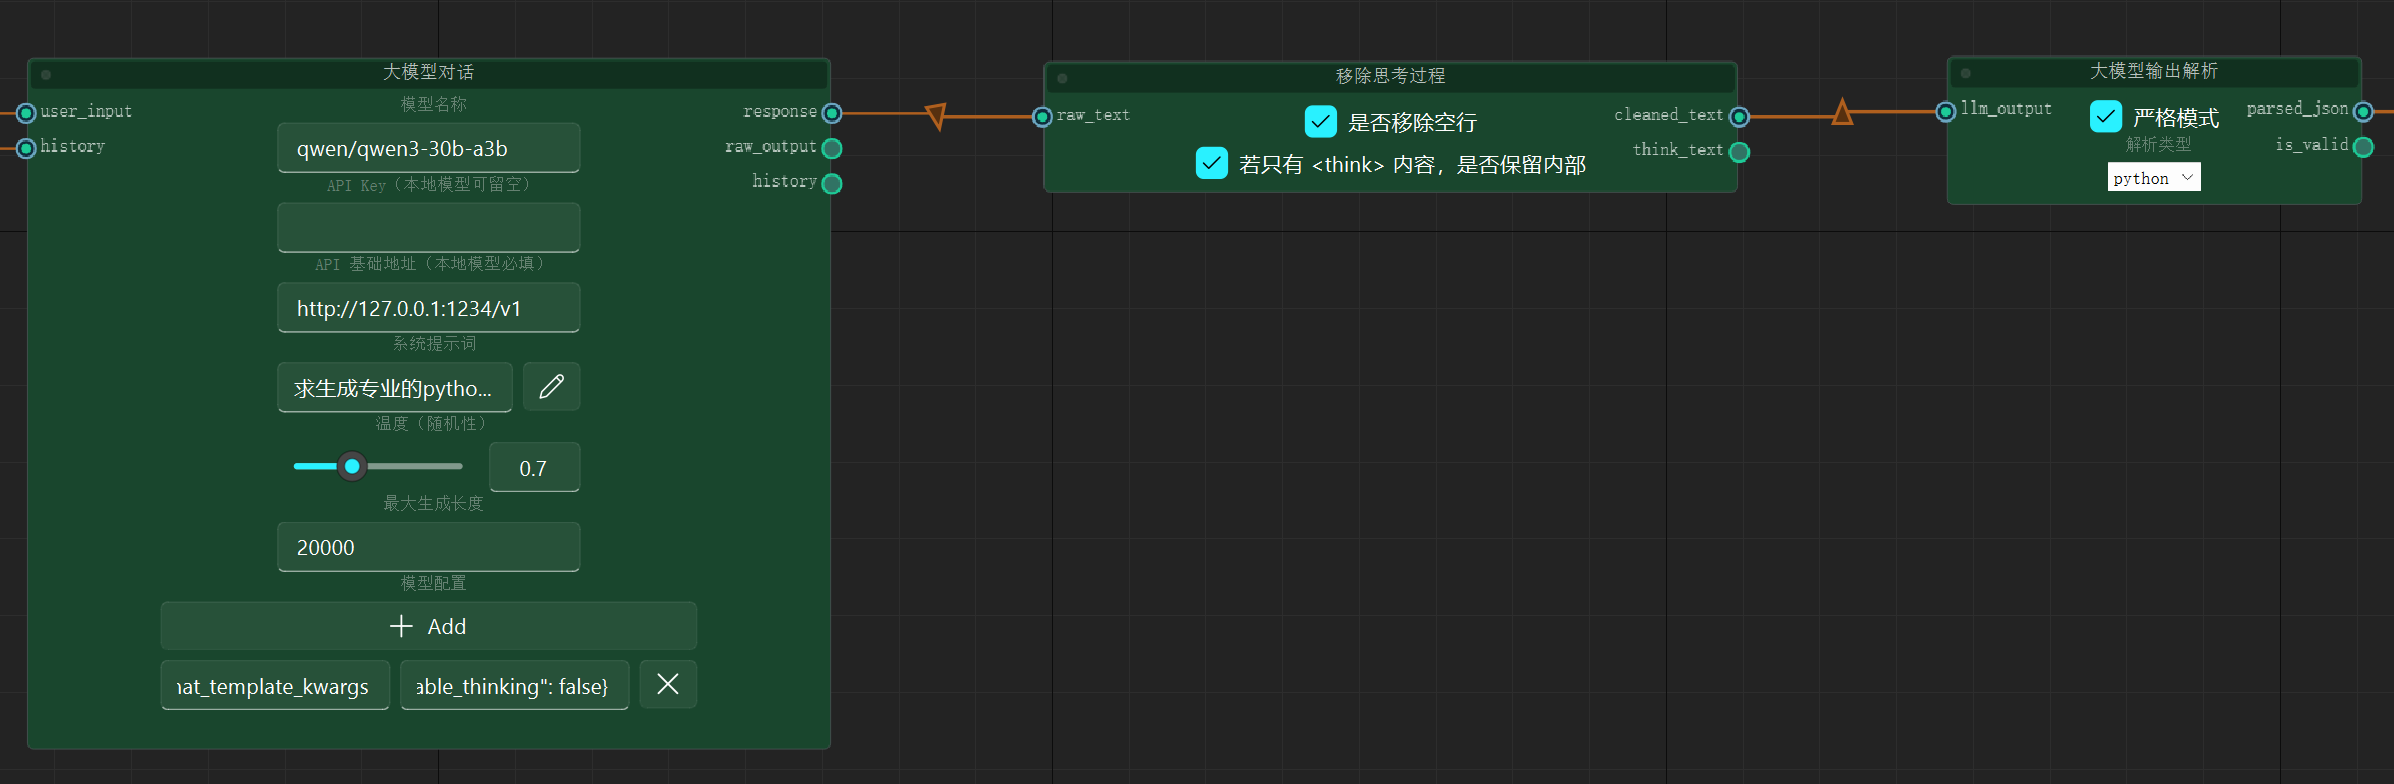 大模型对话
user_input
history
模型名称
qwen/qwen3-30b-a3b
API Key（本地模型可留空）
API 基础地址（本地模型必填）
http://127.0.0.1:1234/v1
系统提示词
求生成专业的pytho...
温度（随机性）
0.7
最大生成长度
20000
模型配置
Add
nat_template_kwargs
able_thinking": false}
response
raw_output
history
移除思考过程
raw_text
是否移除空行
若只有 <think> 内容，是否保留内部
cleaned_text
think_text
大模型输出解析
llm_output
严格模式
解析类型
python
parsed_json
is_valid